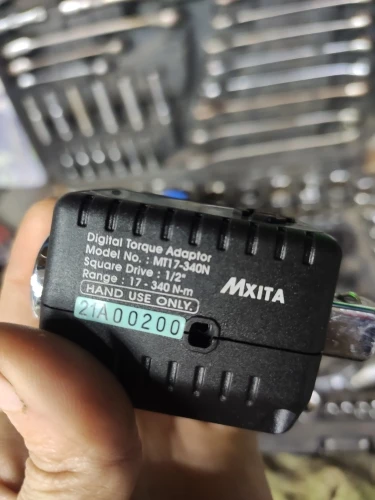 Digital Torque Adaptor
Model No. : MT17-340N
Square Drive : 1/2"
Range : 17 - 340 N-m
HAND USE ONLY.
21A00200
MXITA